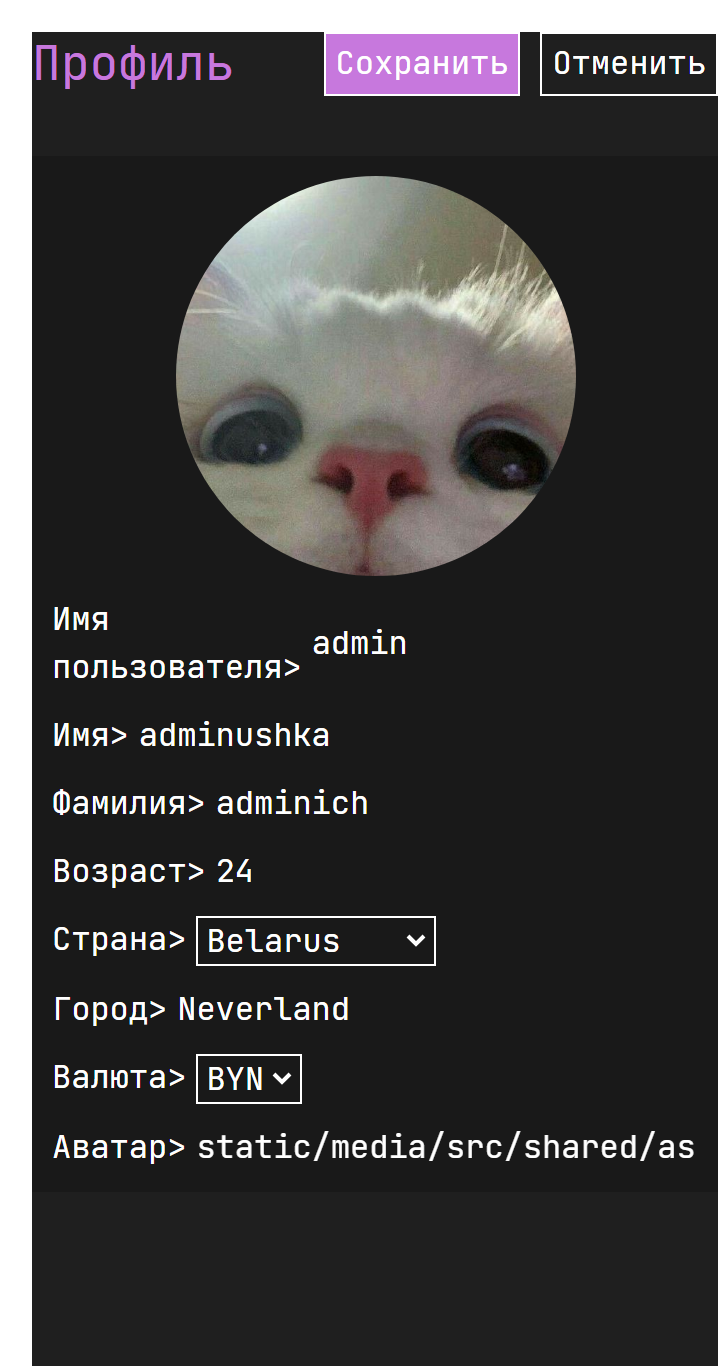 Профиль
Сохранить
Отменить
Имя
пользователя> admin
Имя> adminushka
Фамилия> adminich
Возраст> 24
Страна> Belarus
Город> Neverland
Валюта> BYN
Аватар> static/media/src/shared/as